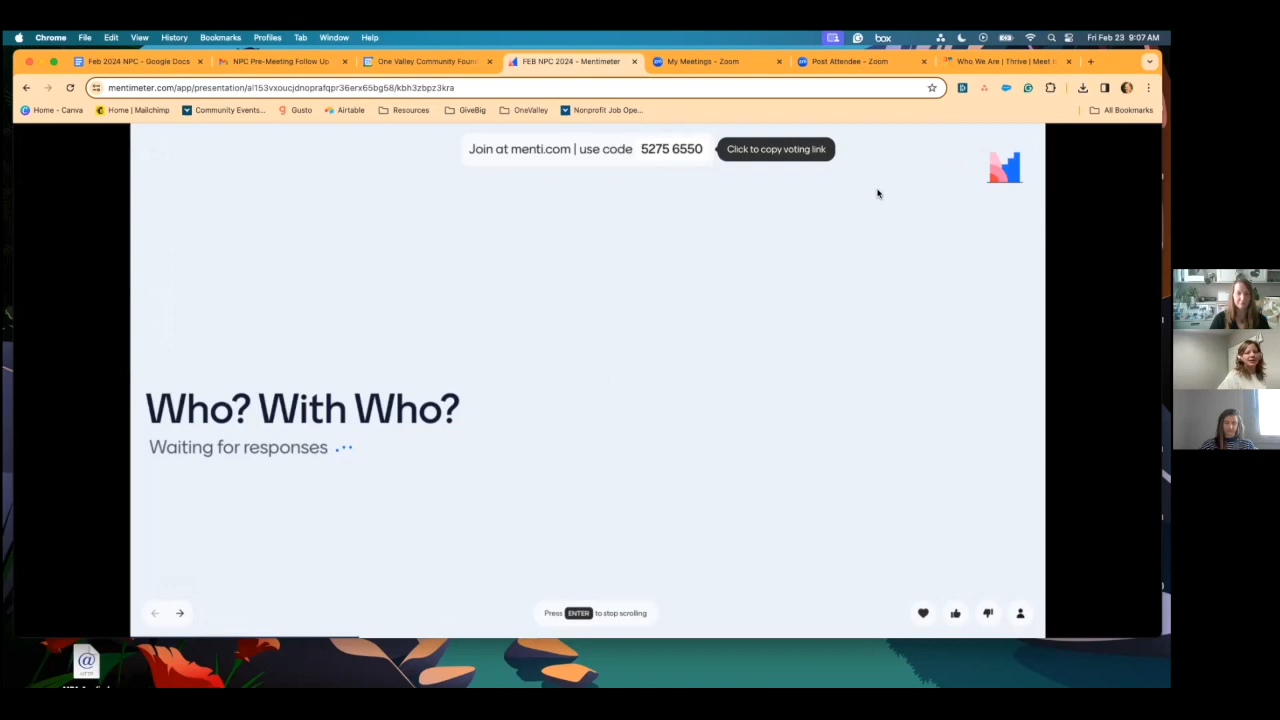 Chrome File Edit View History Bookmarks Profiles Tab Window Help box Fri Feb 23 9:07 AM
Feb 2024 NPC - Google Docs NPC Pre-Meeting Follow Up One Valley Community Foun FEB NPC 2024 - Mentimeter My Meetings - Zoom Post Attendee - Zoom Who We Are | Thrive | Meet
mentimeter.com/app/presentation/al153vxoucjdnoprafqpr36erx65bg58/kbh3zbpz3kra
Home - Canva Home | Mailchimp Community Events... Gusto Airtable Resources GiveBig OneValley Nonprofit Job Ope... All Bookmarks
Join at menti.com | use code 5275 6550 Click to copy voting link
Who? With Who?
Waiting for responses
Press ENTER to stop scrolling
@
HTTP